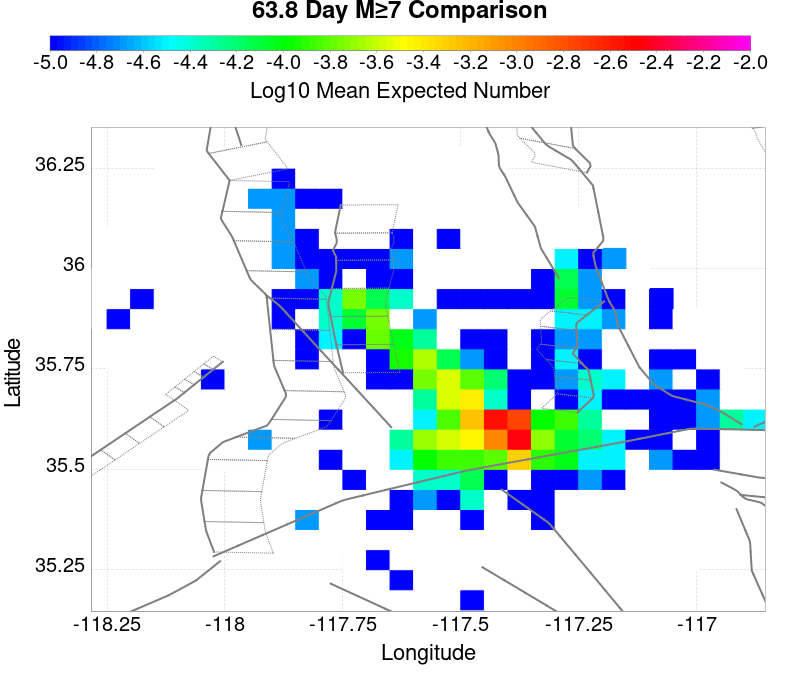 63.8 Day M≥7 Comparison
-5.0 -4.8 -4.6 -4.4 -4.2 -4.0 -3.8 -3.6 -3.4 -3.2 -3.0 -2.8 -2.6 -2.4 -2.2 -2.0
Log10 Mean Expected Number
36.25
36
35.75
35.5
35.25
Latitude
-118.25 -118 -117.75 -117.5 -117.25 -117
Longitude